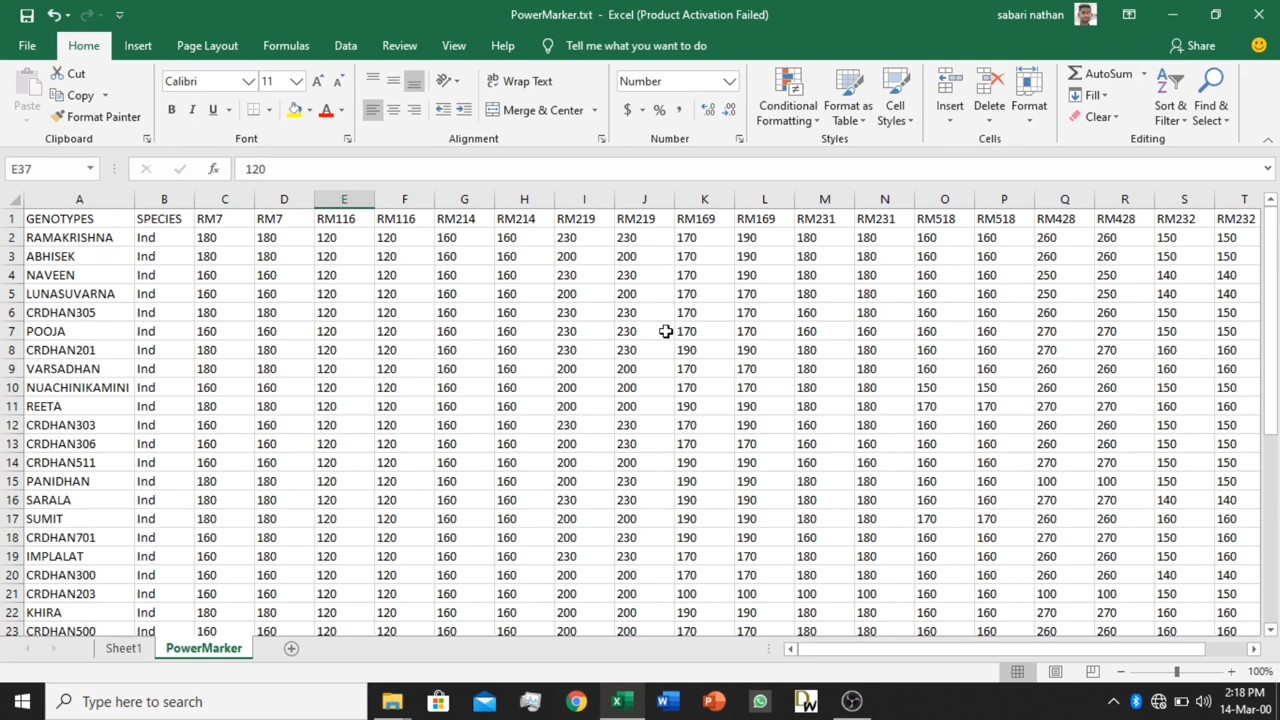 PowerMarker.txt - Excel (Product Activation Failed)
sabari nathan
File Home Insert Page Layout Formulas Data Review View Help Tell me what you want to do Share
Paste Cut Copy Format Painter
Calibri 11 B I U A
Wrap Text Merge & Center
Number $ % ,
Conditional Formatting Format as Table Cell Styles
Insert Delete Format
AutoSum Fill Clear Sort & Filter Find & Select
Clipboard Font Alignment Number Styles Cells Editing
E37 fx 120
A B C D E F G H I J K L M N O P Q R S T
1 GENOTYPES SPECIES RM7 RM7 RM116 RM116 RM214 RM214 RM219 RM219 RM169 RM169 RM231 RM231 RM518 RM518 RM428 RM428 RM232 RM232
2 RAMAKRISHNA Ind 180 180 120 120 160 160 230 230 170 190 180 180 160 160 260 260 150 150
3 ABHISEK Ind 180 180 120 120 160 160 200 200 170 190 180 180 160 160 260 260 150 150
4 NAVEEN Ind 160 160 120 120 160 160 230 230 170 190 180 180 160 160 250 250 140 140
5 LUNASUVARNA Ind 160 160 120 120 160 160 200 200 170 170 180 180 160 160 250 250 140 140
6 CRDHAN305 Ind 160 160 120 120 160 160 230 230 170 170 160 180 160 160 260 260 150 150
7 POOJA Ind 160 160 120 120 160 160 230 230 170 170 160 160 160 160 270 270 150 150
8 CRDHAN201 Ind 180 180 120 120 160 160 230 230 190 190 180 180 160 160 270 270 160 160
9 VARSADHAN Ind 180 180 120 120 160 160 200 200 170 170 180 180 160 160 260 260 150 150
10 NUACHINIKAMINI Ind 180 180 120 120 160 160 200 200 170 170 180 180 150 150 260 260 150 150
11 REETA Ind 180 180 120 120 160 160 200 200 190 190 180 180 170 170 270 270 160 160
12 CRDHAN303 Ind 160 160 120 120 160 160 230 230 170 190 160 180 160 160 260 260 150 150
13 CRDHAN306 Ind 160 160 120 120 160 160 200 230 170 170 160 180 160 160 260 260 150 150
14 CRDHAN511 Ind 160 160 120 120 160 160 200 200 190 190 160 180 160 160 270 270 150 150
15 PANIDHAN Ind 180 180 120 120 160 160 200 200 190 190 180 180 160 160 100 100 150 150
16 SARALA Ind 180 180 120 120 160 160 230 230 190 190 180 180 160 160 270 270 140 140
17 SUMIT Ind 180 180 120 120 160 160 200 200 190 190 180 180 170 170 260 260 160 160
18 CRDHAN701 Ind 160 180 120 120 160 160 200 200 170 190 180 180 160 160 260 260 150 150
19 IMPLALAT Ind 160 180 120 120 160 160 230 230 170 170 180 180 160 160 270 270 150 150
20 CRDHAN300 Ind 160 160 120 120 160 160 200 200 170 170 180 180 160 160 260 260 140 140
21 CRDHAN203 Ind 160 160 120 120 160 160 200 200 100 100 100 100 160 160 100 100 150 150
22 KHIRA Ind 180 180 120 120 160 160 200 200 190 190 180 180 160 160 270 270 160 160
23 CRDHAN500 Ind 160 160 120 120 160 160 200 200 170 170 180 180 160 160 260 260 150 150
Sheet1 PowerMarker
100%
Type here to search
2:18 PM
14-Mar-00